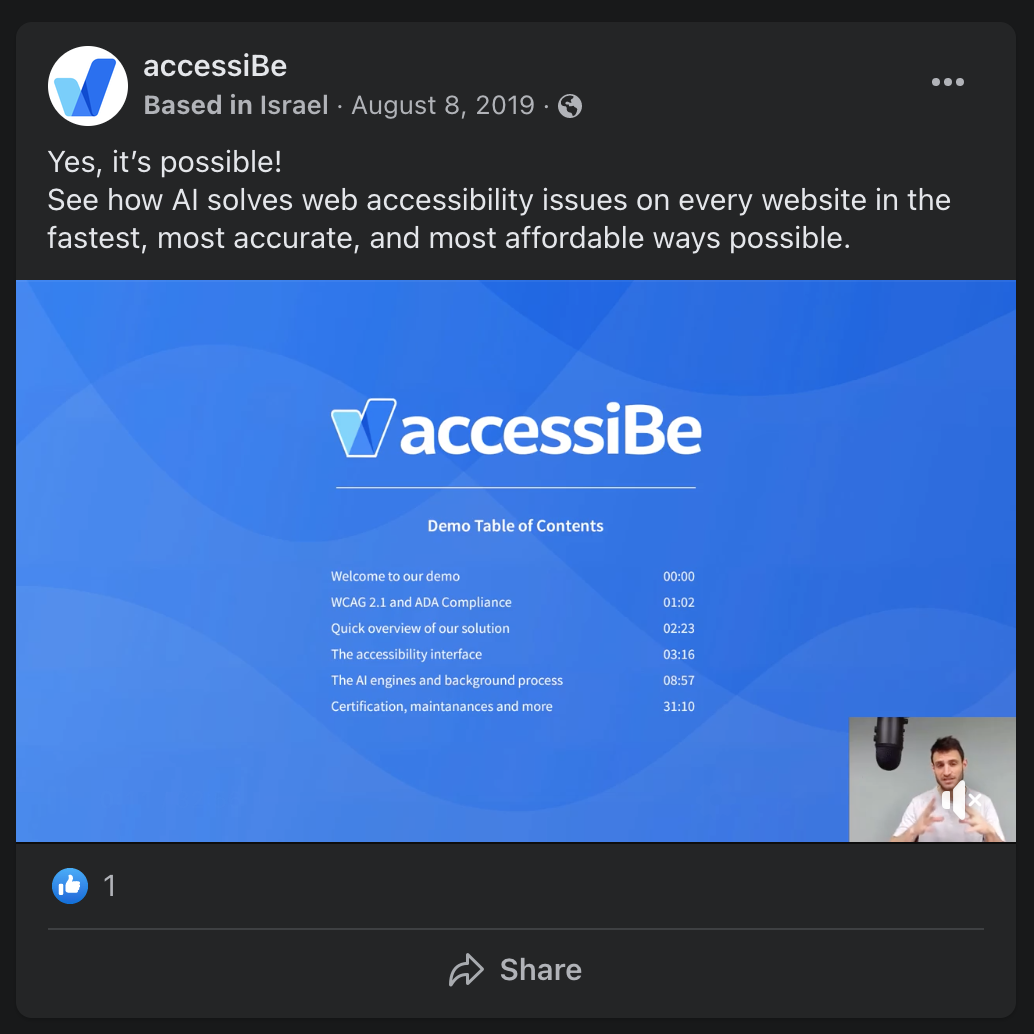 accessiBe
Based in Israel · August 8, 2019 ·
Yes, it’s possible!
See how AI solves web accessibility issues on every website in the
fastest, most accurate, and most affordable ways possible.
accessiBe
Demo Table of Contents
Welcome to our demo 00:00
WCAG 2.1 and ADA Compliance 01:02
Quick overview of our solution 02:23
The accessibility interface 03:16
The AI engines and background process 08:57
Certification, maintanances and more 31:10
1
Share